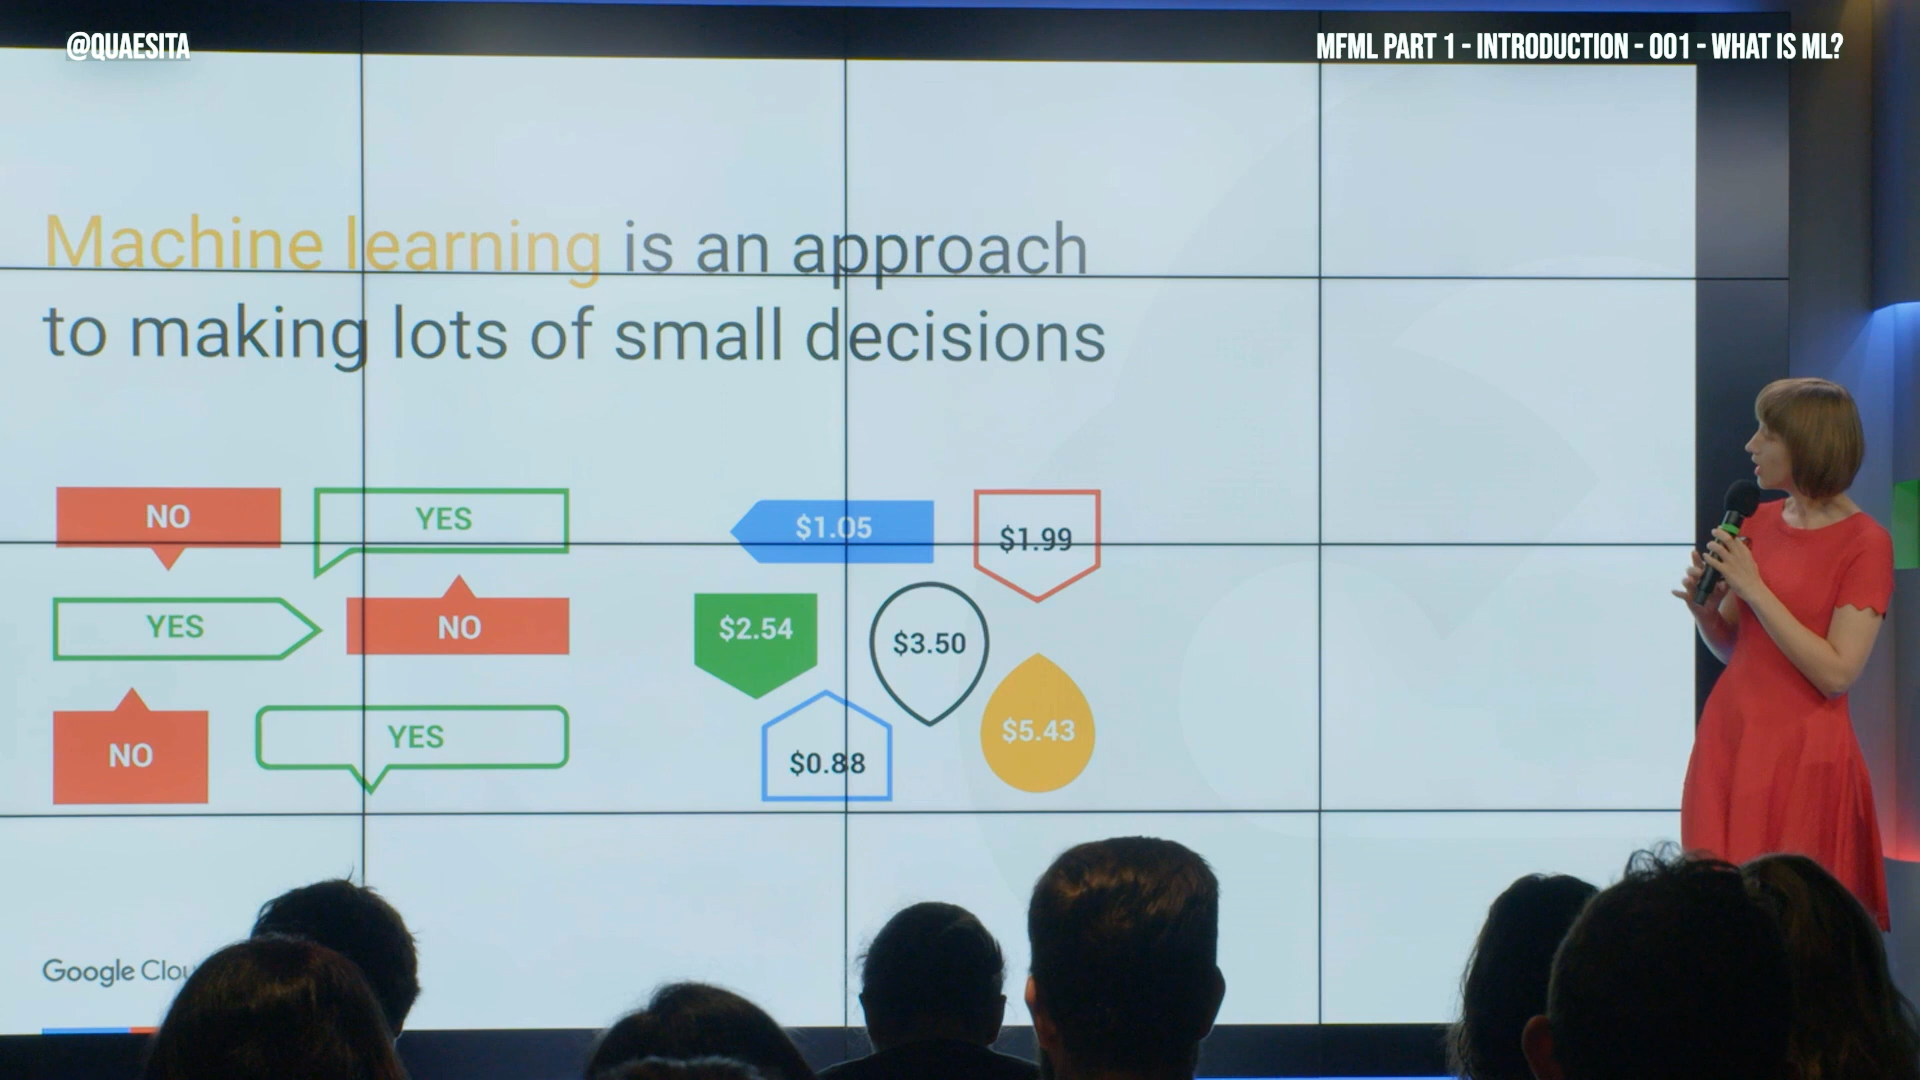 @QUAESITA
MFML PART 1 - INTRODUCTION - 001 - WHAT IS ML?
Machine learning is an approach
to making lots of small decisions
NO
YES
YES
NO
NO
YES
$1.05
$1.99
$2.54
$3.50
$5.43
$0.88
Google